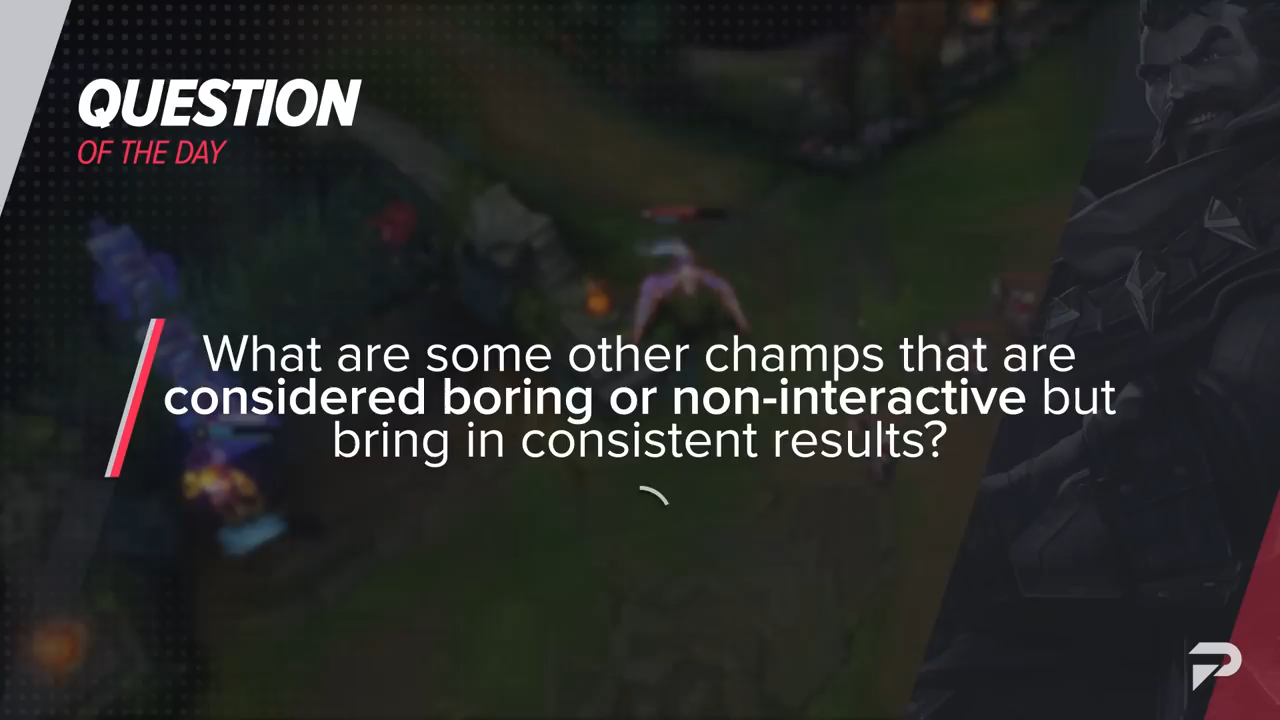 QUESTION
OF THE DAY
What are some other champs that are
considered boring or non-interactive but
bring in consistent results?